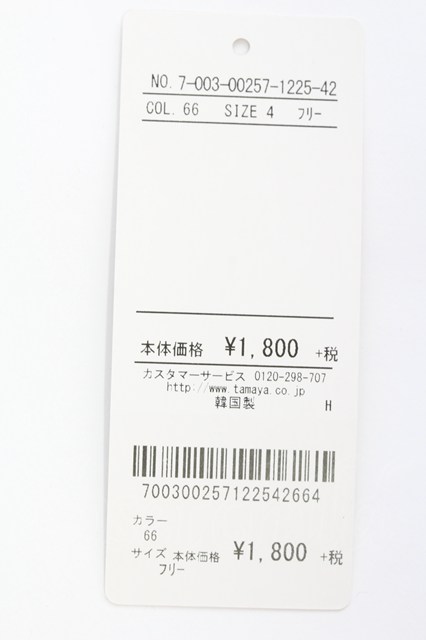 NO. 7-003-00257-1225-42
COL. 66 SIZE 4 フリー
本体価格 ¥1,800 +税
カスタマーサービス 0120-298-707
http://www.tamaya.co.jp
韓国製 H
700300257122542664
カラー
66
サイズ 本体価格 ¥1,800 +税
フリー